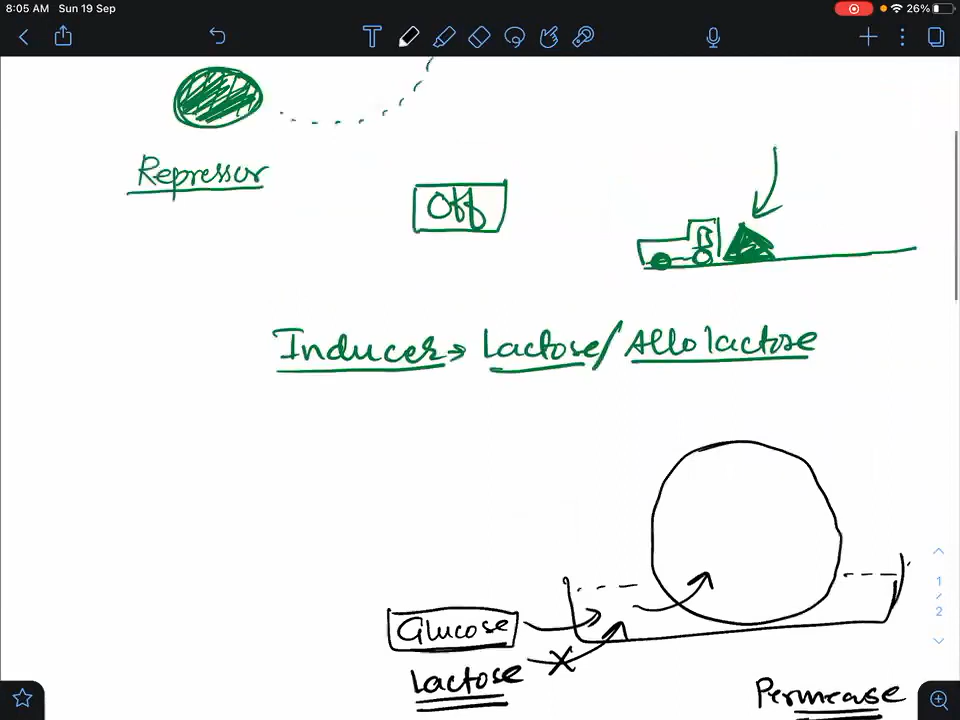 8:05 AM Sun 19 Sep
26%
T
Repressor
Off
Inducer → Lactose/Allolactose
Glucose
Lactose
Permease
1
/
2